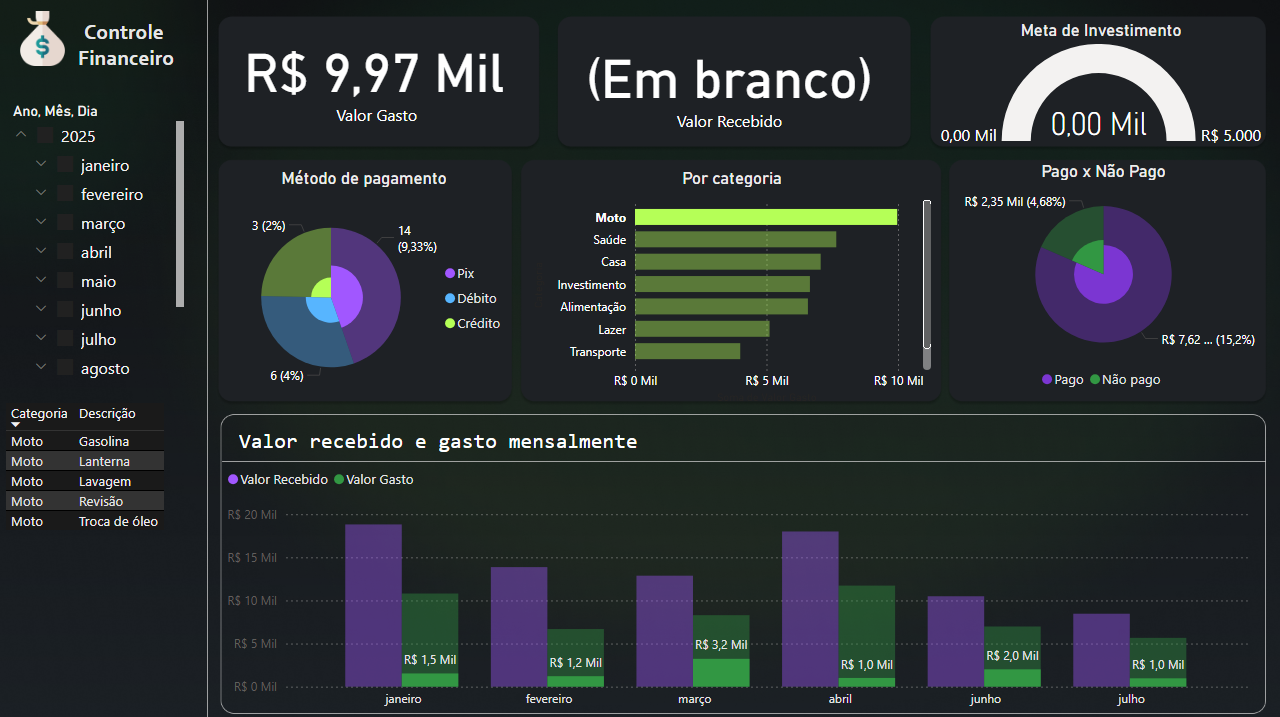 Controle
Financeiro
Ano, Mês, Dia
2025
janeiro
fevereiro
março
abril
maio
junho
julho
agosto
Categoria Descrição
Moto Gasolina
Moto Lanterna
Moto Lavagem
Moto Revisão
Moto Troca de óleo
R$ 9,97 Mil
Valor Gasto
(Em branco)
Valor Recebido
Meta de Investimento
0,00 Mil
0,00 Mil
R$ 5.000
Método de pagamento
3 (2%)
14
(9,33%)
6 (4%)
Pix
Débito
Crédito
Por categoria
Moto
Saúde
Casa
Investimento
Alimentação
Lazer
Transporte
R$ 0 Mil R$ 5 Mil R$ 10 Mil
Pago x Não Pago
R$ 2,35 Mil (4,68%)
R$ 7,62 ... (15,2%)
Pago Não pago
Valor recebido e gasto mensalmente
Valor Recebido Valor Gasto
R$ 20 Mil
R$ 15 Mil
R$ 10 Mil
R$ 5 Mil
R$ 0 Mil
R$ 1,5 Mil R$ 1,2 Mil R$ 3,2 Mil R$ 1,0 Mil R$ 2,0 Mil R$ 1,0 Mil
janeiro fevereiro março abril junho julho